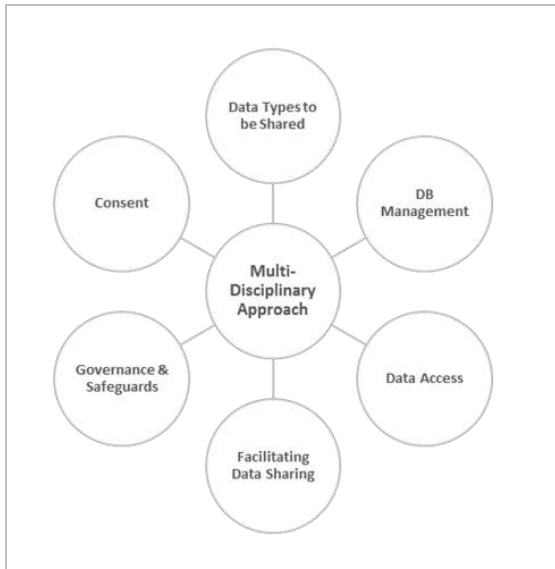 Data Types to
be Shared
DB
Management
Data Access
Facilitating
Data Sharing
Governance &
Safeguards
Consent
Multi-
Disciplinary
Approach